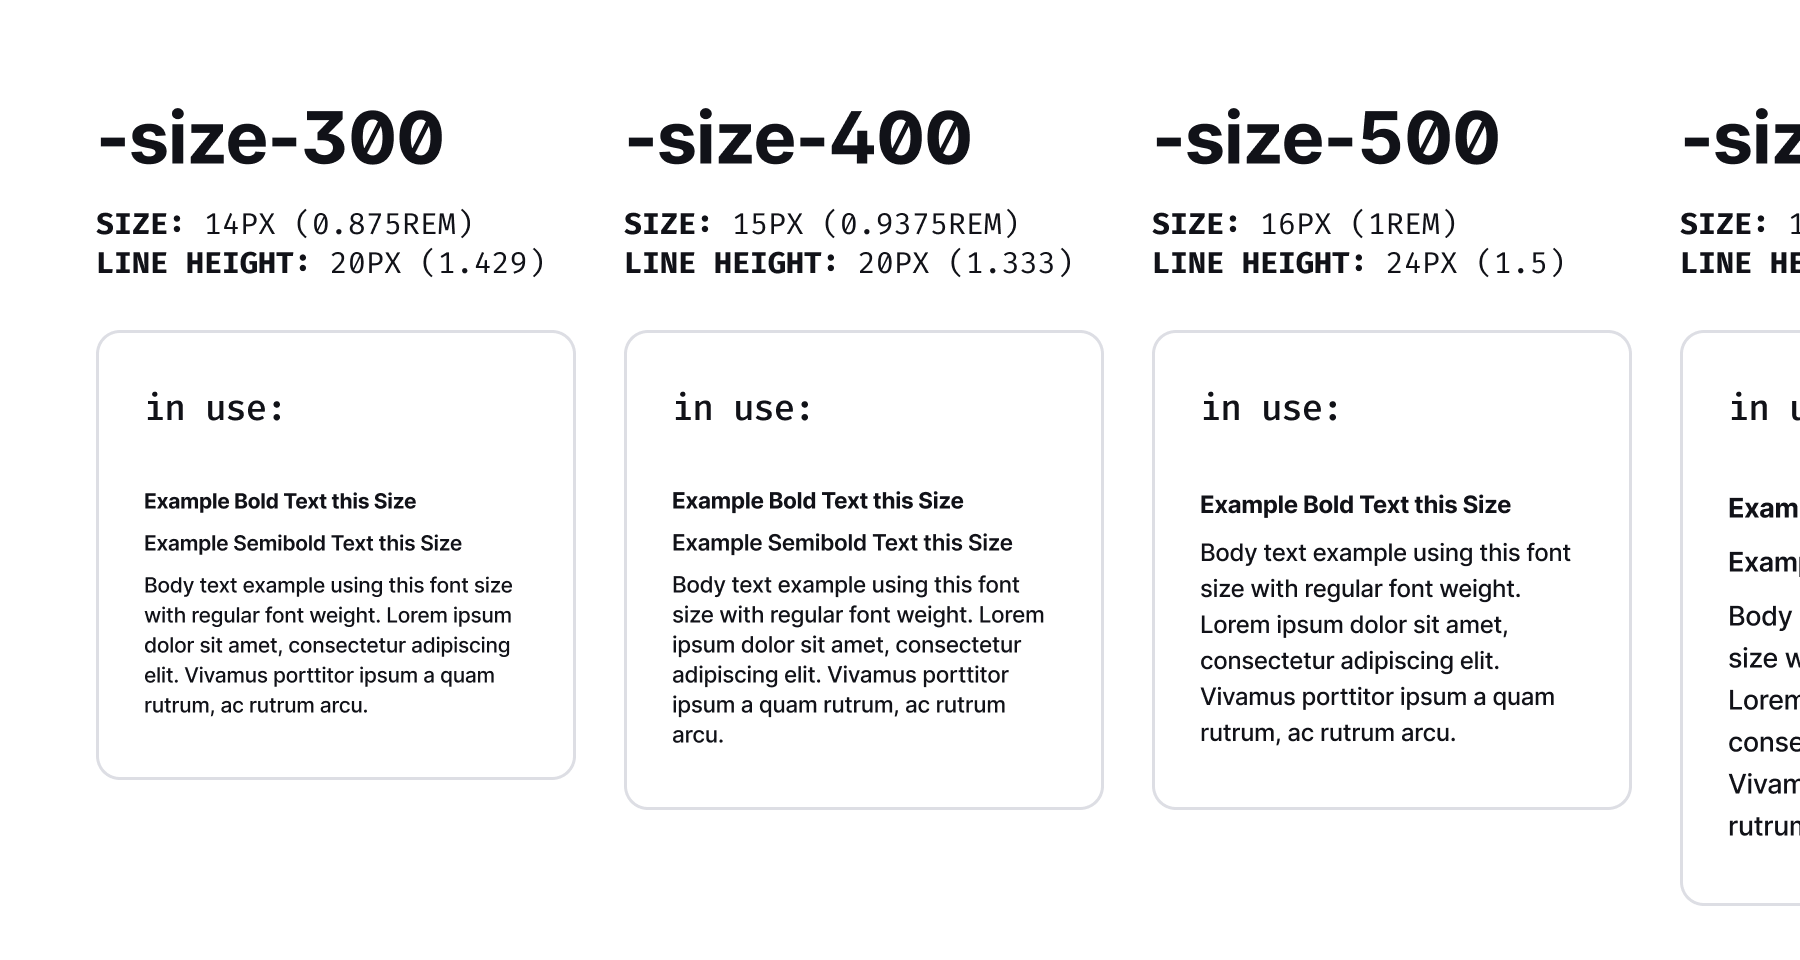 -size-300
SIZE: 14PX (0.875REM)
LINE HEIGHT: 20PX (1.429)
in use:
Example Bold Text this Size
Example Semibold Text this Size
Body text example using this font size
with regular font weight. Lorem ipsum
dolor sit amet, consectetur adipiscing
elit. Vivamus porttitor ipsum a quam
rutrum, ac rutrum arcu.
-size-400
SIZE: 15PX (0.9375REM)
LINE HEIGHT: 20PX (1.333)
in use:
Example Bold Text this Size
Example Semibold Text this Size
Body text example using this font
size with regular font weight. Lorem
ipsum dolor sit amet, consectetur
adipiscing elit. Vivamus porttitor
ipsum a quam rutrum, ac rutrum
arcu.
-size-500
SIZE: 16PX (1REM)
LINE HEIGHT: 24PX (1.5)
in use:
Example Bold Text this Size
Body text example using this font
size with regular font weight.
Lorem ipsum dolor sit amet,
consectetur adipiscing elit.
Vivamus porttitor ipsum a quam
rutrum, ac rutrum arcu.
-siz
SIZE: 1
LINE HE
in u
Exam
Examp
Body
size w
Lorem
conse
Vivam
rutrum